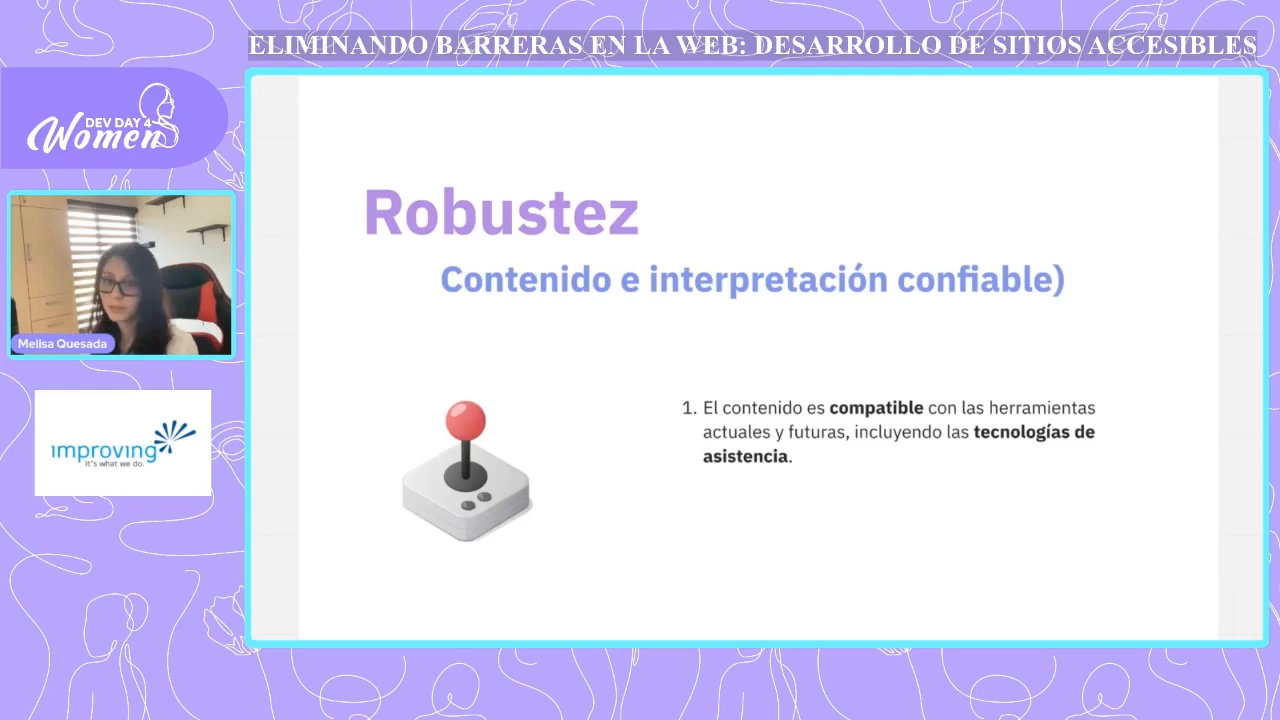 ELIMINANDO BARRERAS EN LA WEB: DESARROLLO DE SITIOS ACCESIBLES
DEV DAY 4
Women
Melisa Quesada
improving
It's what we do.
Robustez
Contenido e interpretación confiable)
1. El contenido es compatible con las herramientas
actuales y futuras, incluyendo las tecnologías de
asistencia.